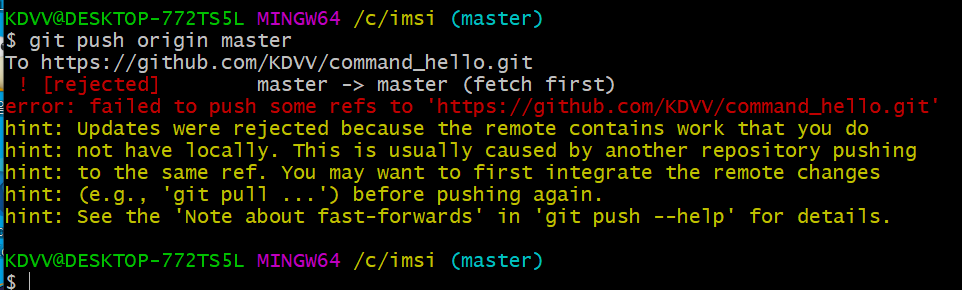 KDVV@DESKTOP-772TS5L MINGW64 /c/imsi (master)
$ git push origin master
To https://github.com/KDVV/command_hello.git
 ! [rejected]        master -> master (fetch first)
error: failed to push some refs to 'https://github.com/KDVV/command_hello.git'
hint: Updates were rejected because the remote contains work that you do
hint: not have locally. This is usually caused by another repository pushing
hint: to the same ref. You may want to first integrate the remote changes
hint: (e.g., 'git pull ...') before pushing again.
hint: See the 'Note about fast-forwards' in 'git push --help' for details.
KDVV@DESKTOP-772TS5L MINGW64 /c/imsi (master)
$